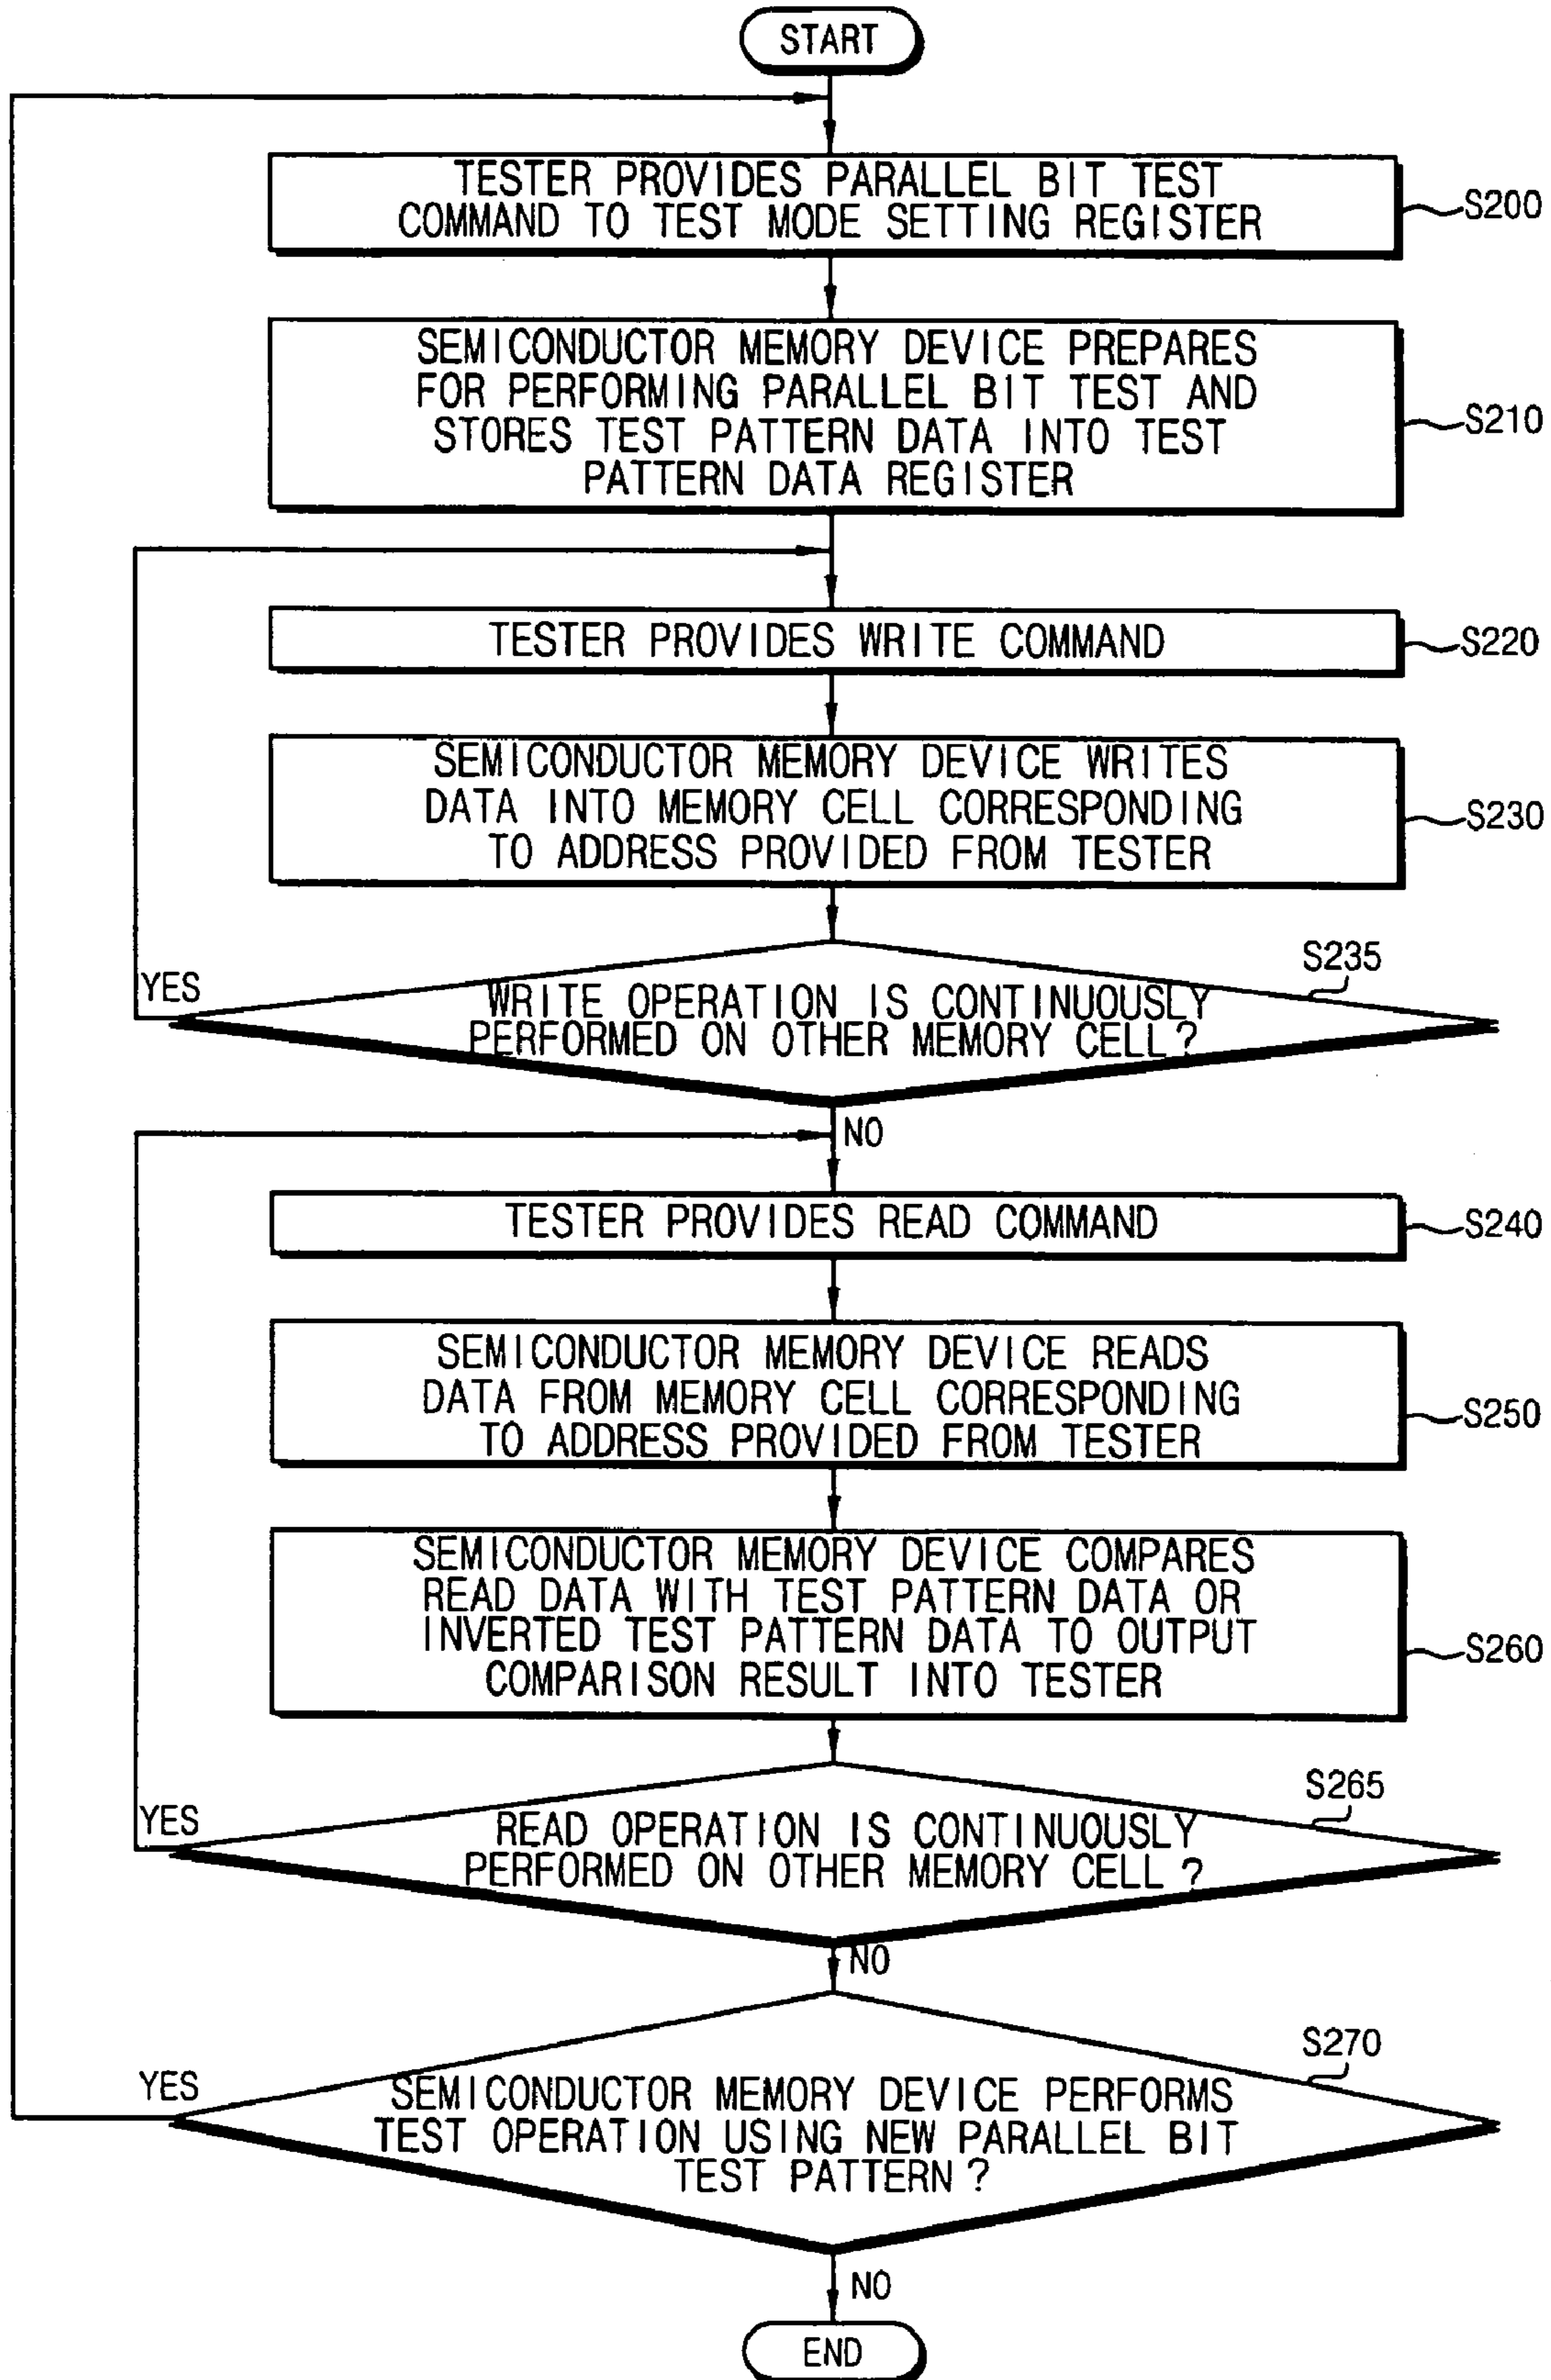 START
TESTER PROVIDES PARALLEL BIT TEST
COMMAND TO TEST MODE SETTING REGISTER
S200
SEMICONDUCTOR MEMORY DEVICE PREPARES
FOR PERFORMING PARALLEL BIT TEST AND
STORES TEST PATTERN DATA INTO TEST
PATTERN DATA REGISTER
S210
TESTER PROVIDES WRITE COMMAND
S220
SEMICONDUCTOR MEMORY DEVICE WRITES
DATA INTO MEMORY CELL CORRESPONDING
TO ADDRESS PROVIDED FROM TESTER
S230
S235
YES
WRITE OPERATION IS CONTINUOUSLY
PERFORMED ON OTHER MEMORY CELL?
NO
TESTER PROVIDES READ COMMAND
S240
SEMICONDUCTOR MEMORY DEVICE READS
DATA FROM MEMORY CELL CORRESPONDING
TO ADDRESS PROVIDED FROM TESTER
S250
SEMICONDUCTOR MEMORY DEVICE COMPARES
READ DATA WITH TEST PATTERN DATA OR
INVERTED TEST PATTERN DATA TO OUTPUT
COMPARISON RESULT INTO TESTER
S260
S265
YES
READ OPERATION IS CONTINUOUSLY
PERFORMED ON OTHER MEMORY CELL ?
NO
S270
YES
SEMICONDUCTOR MEMORY DEVICE PERFORMS
TEST OPERATION USING NEW PARALLEL BIT
TEST PATTERN ?
NO
END